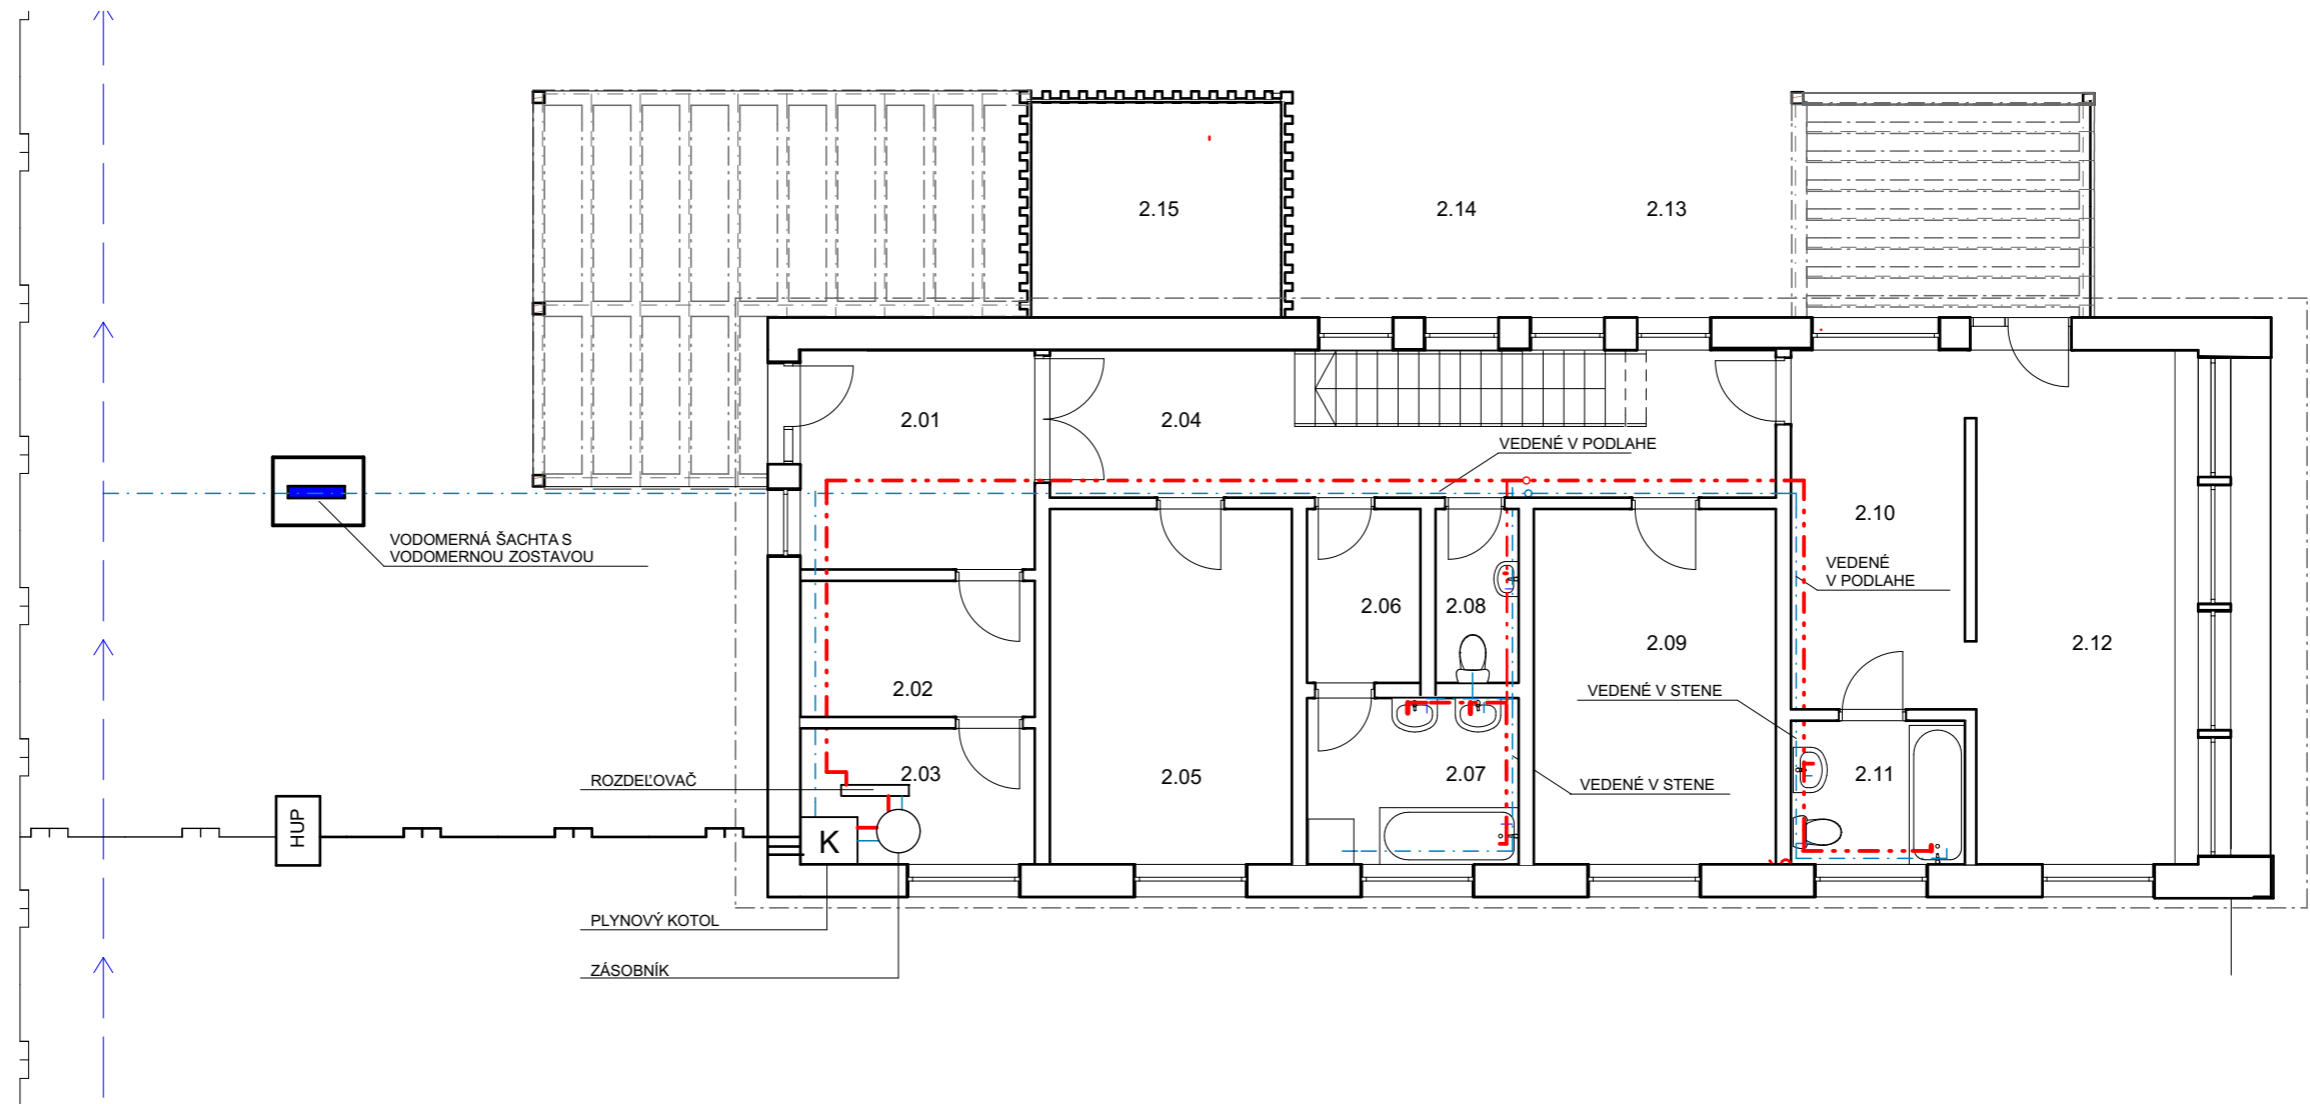 2.15
2.14
2.13
2.01
2.04
VEDENÉ V PODLAHE
2.10
VODOMERNÁ ŠACHTA S
VODOMERNOU ZOSTAVOU
VEDENÉ
V PODLAHE
2.06
2.08
2.09
2.12
2.02
VEDENÉ V STENE
ROZDEĽOVAČ
2.03
2.05
2.07
VEDENÉ V STENE
2.11
HUP
K
PLYNOVÝ KOTOL
ZÁSOBNÍK